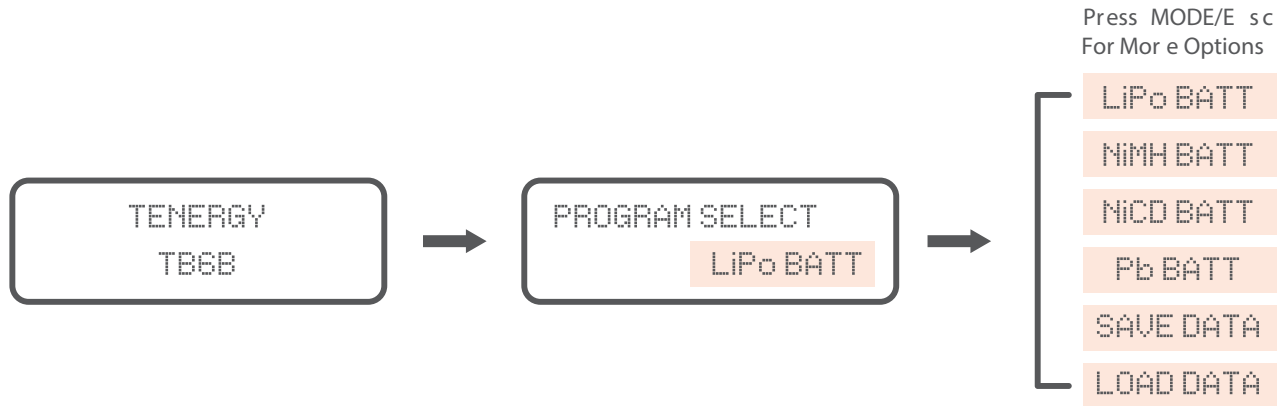 Press MODE/E sc
For Mor e Options
TENERGY
TB6B
PROGRAM SELECT
LiPo BATT
LiPo BATT
NiMH BATT
NiCD BATT
Pb BATT
SAVE DATA
LOAD DATA